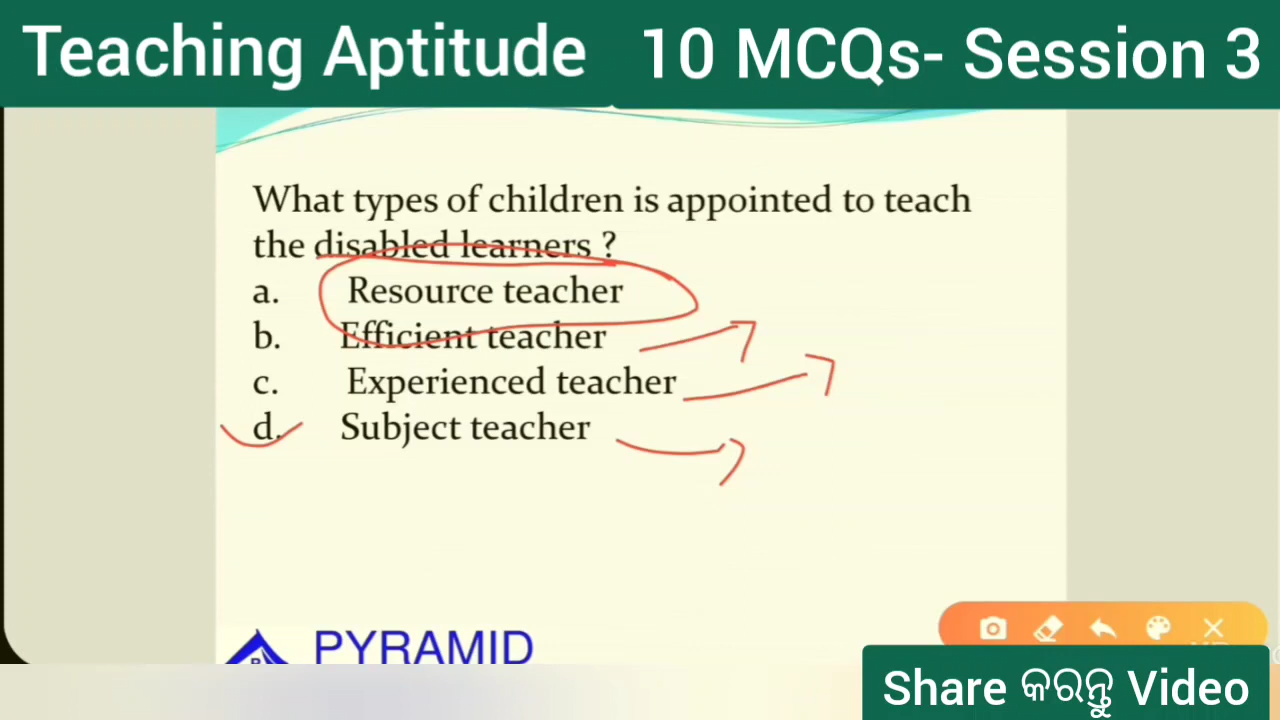 Teaching Aptitude 10 MCQs- Session 3
What types of children is appointed to teach
the disabled learners ?
a. Resource teacher
b. Efficient teacher
c. Experienced teacher
d. Subject teacher
PYRAMID
Share କରନ୍ତୁ Video